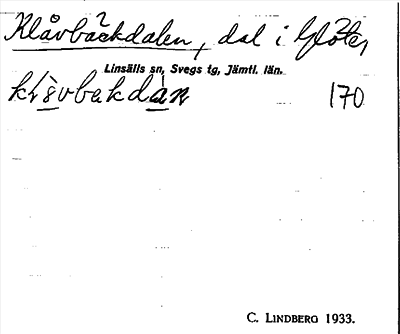 Klåvbäckdalen, dal i Glöte,
Linsälls sn, Svegs tg, Jämtl. län.
170
C. LINDBERG 1933.